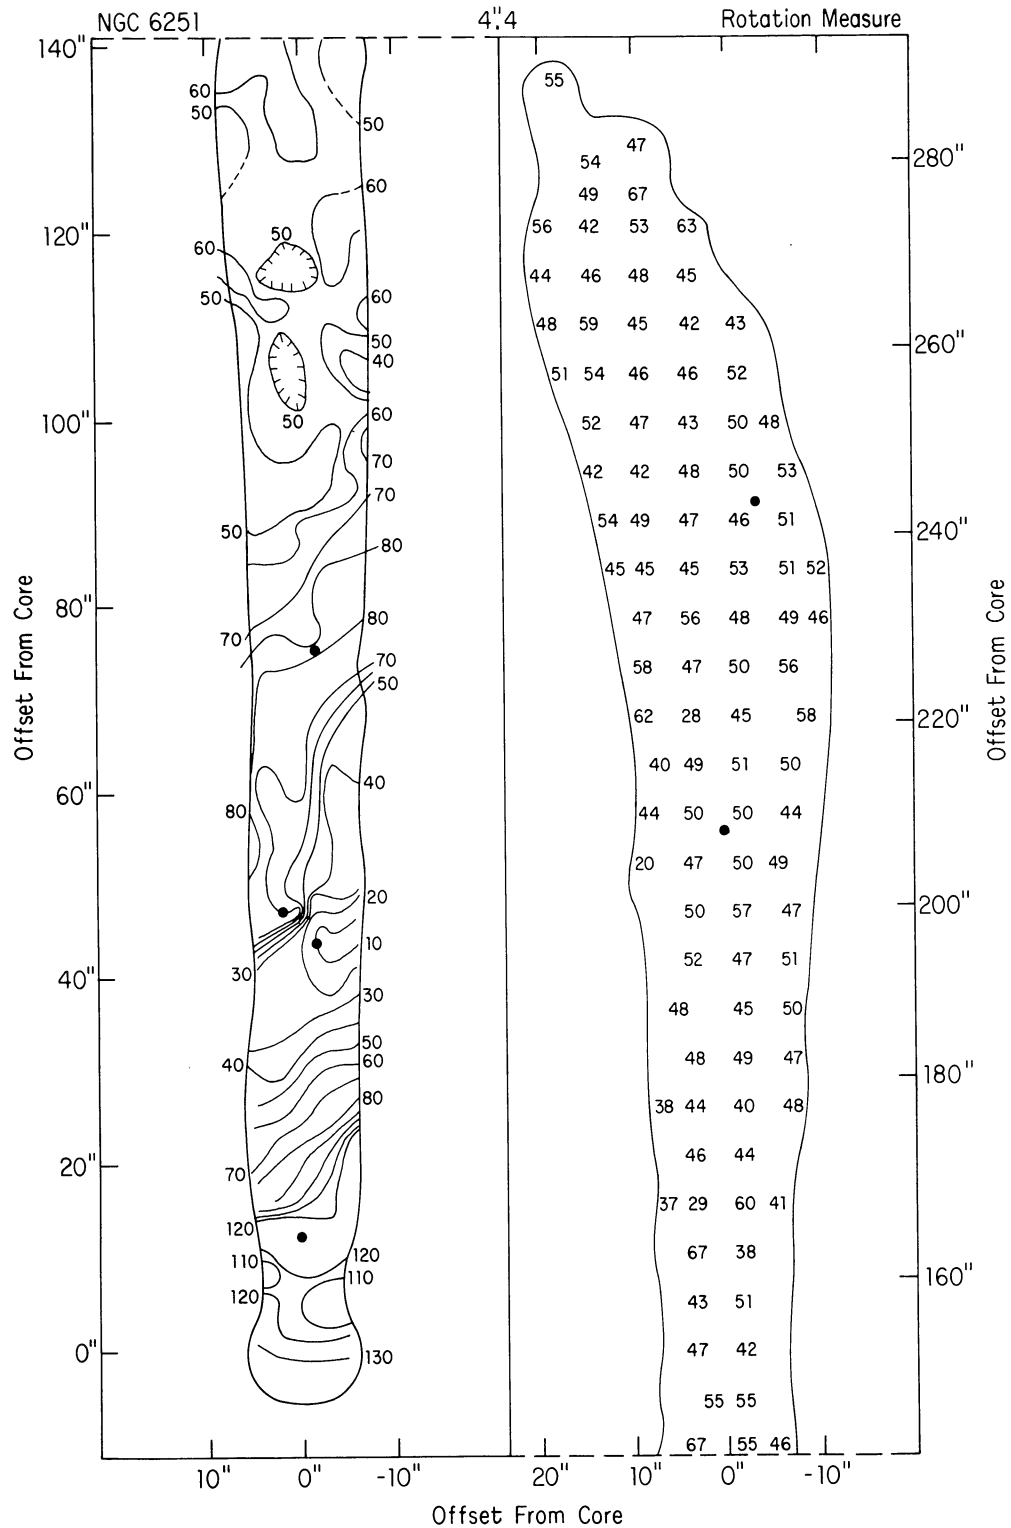 NGC 6251 4".4 Rotation Measure
140"
60
50
50
60
120"
50
60
50
60
50
40
100"
50
60
70
70
50
80
80"
70
80
70
50
60"
40
80
20
10
40"
30
30
50
40
60
80
20"
70
120
120
110
110
120
0"
130
10" 0" -10"
Offset From Core
55
47
54
280"
49 67
56 42 53 63
44 46 48 45
48 59 45 42 43
260"
51 54 46 46 52
52 47 43 50 48
42 42 48 50 53
54 49 47 46 51
240"
45 45 45 53 51 52
47 56 48 49 46
58 47 50 56
62 28 45 58
220"
40 49 51 50
44 50 50 44
20 47 50 49
50 57 47
200"
52 47 51
48 45 50
48 49 47
180"
38 44 40 48
46 44
37 29 60 41
67 38
160"
43 51
47 42
55 55
67 55 46
20" 10" 0" -10"
Offset From Core
Offset From Core